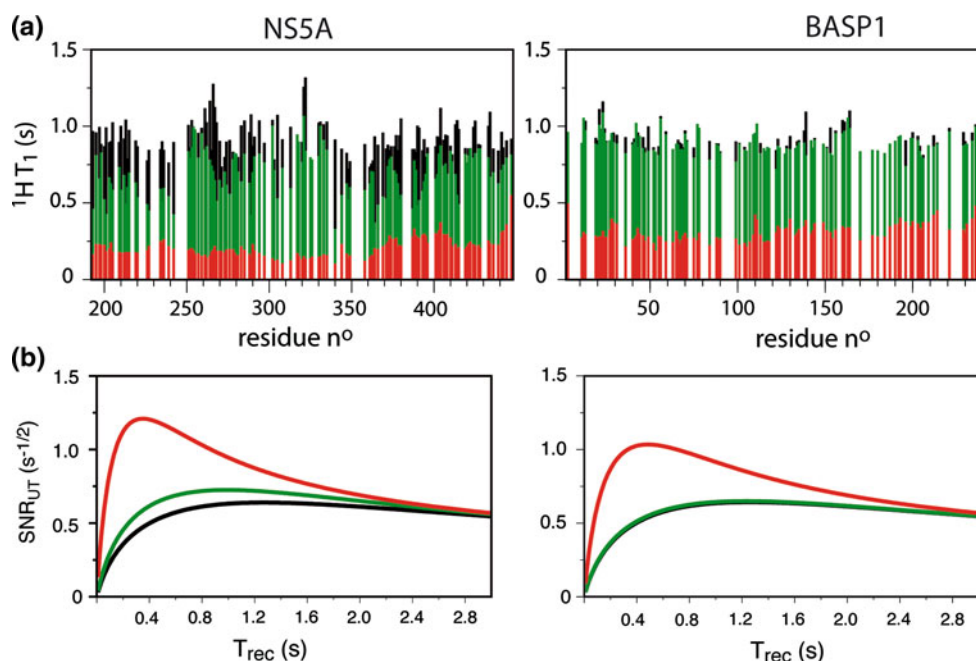 (a) NS5A BASP1
1.5 1.5
1.0 1.0
0.5 0.5
0 0
¹H T₁ (s)
200 250 300 350 400 50 100 150 200
residue nº residue nº
(b)
1.5 1.5
1.0 1.0
0.5 0.5
0 0
SNR_UT (s⁻¹/²)
0.4 0.8 1.2 1.6 2.0 2.4 2.8 0.4 0.8 1.2 1.6 2.0 2.4 2.8
T_rec (s) T_rec (s)